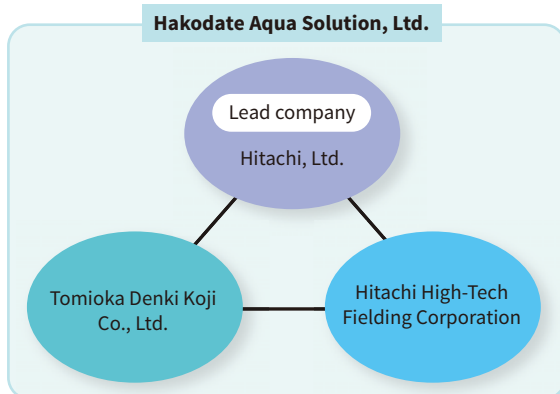 Hakodate Aqua Solution, Ltd.
Lead company
Hitachi, Ltd.
Tomioka Denki Koji
Co., Ltd.
Hitachi High-Tech
Fielding Corporation